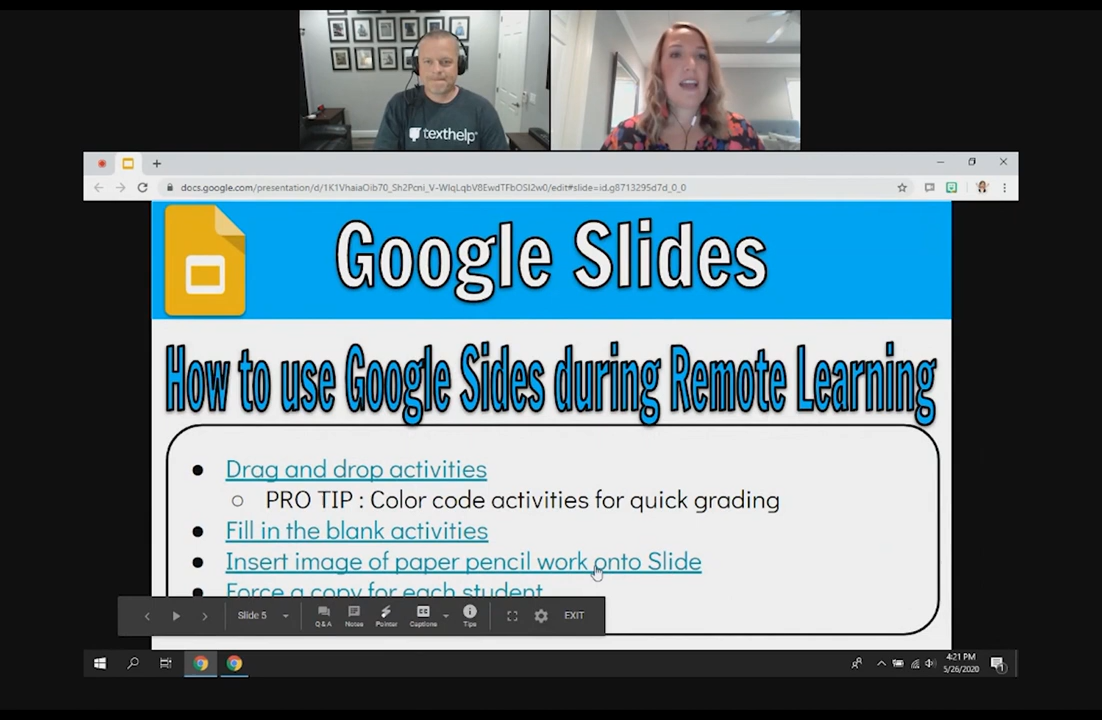 texthelp
docs.google.com/presentation/d/1K1VhaiaOib70_Sh2Pcni_V-WIqLqbV8EwdTFbOSI2w0/edit#slide=id.g8713295d7d_0_0
Google Slides
How to use Google Sides during Remote Learning
Drag and drop activities
PRO TIP : Color code activities for quick grading
Fill in the blank activities
Insert image of paper pencil work onto Slide
Force a copy for each student
Slide 5
Q&A
Notes
Pointer
Captions
Tips
EXIT
4:21 PM
5/26/2020